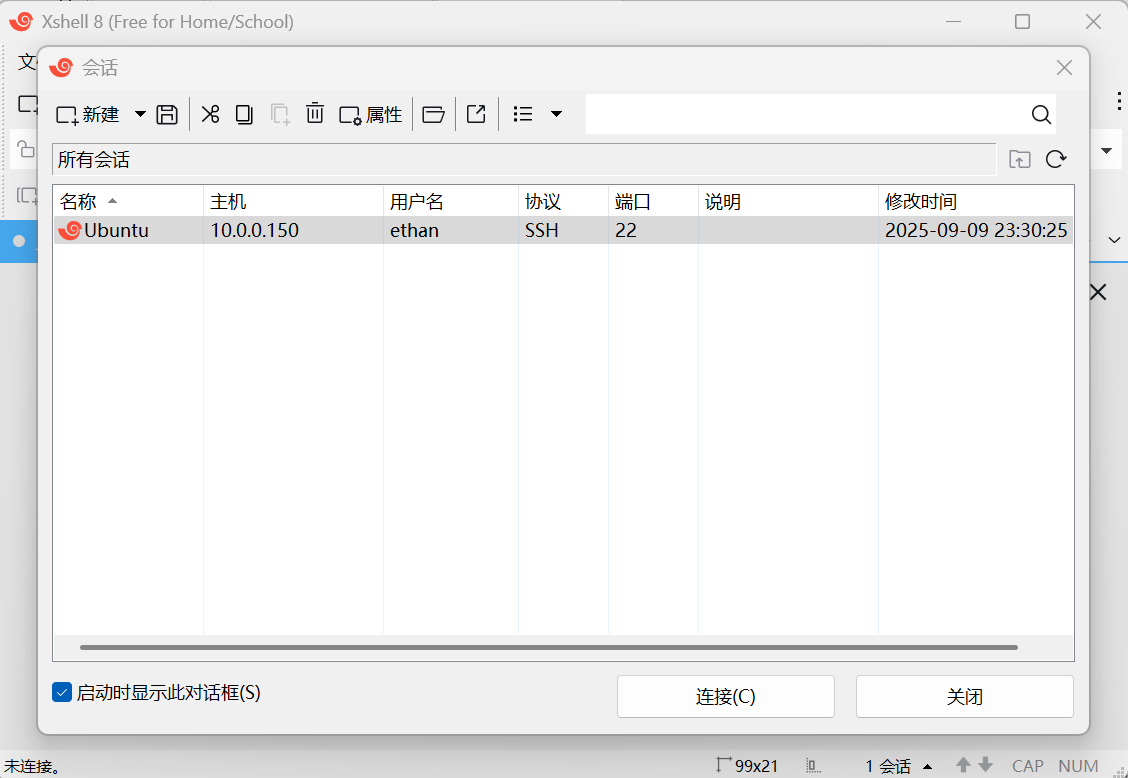 Xshell 8 (Free for Home/School)
文
会话
新建
属性
所有会话
名称 主机 用户名 协议 端口 说明 修改时间
Ubuntu 10.0.0.150 ethan SSH 22 2025-09-09 23:30:25
启动时显示此对话框(S)
连接(C)
关闭
未连接。 99x21 1 会话 CAP NUM